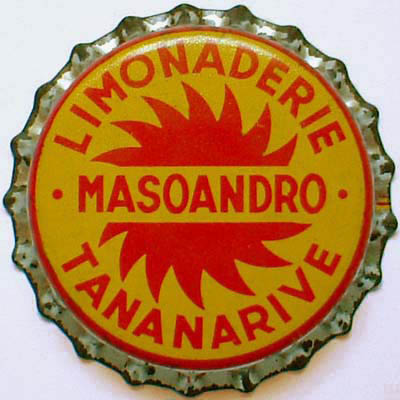 LIMONADERIE
· MASOANDRO ·
TANANARIVE